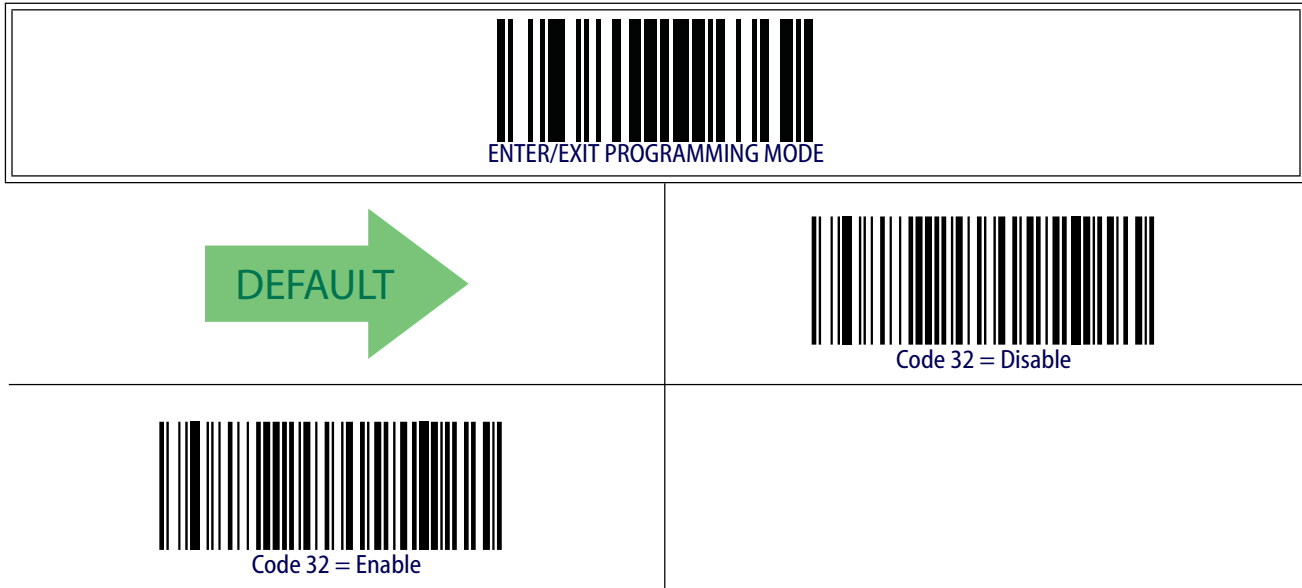 ENTER/EXIT PROGRAMMING MODE
DEFAULT
Code 32 = Disable
Code 32 = Enable